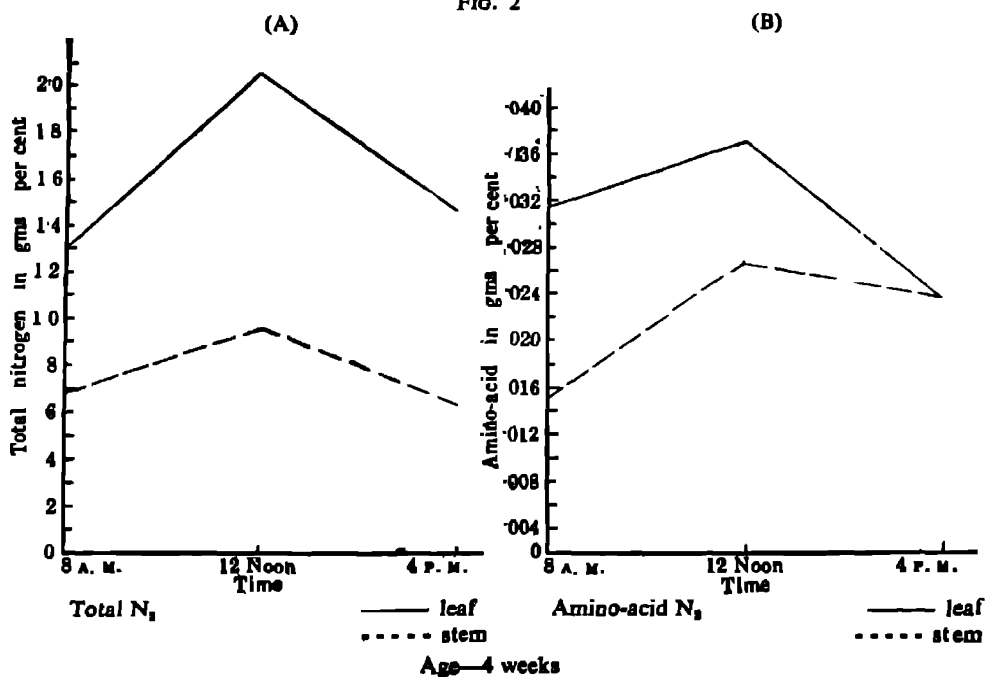 FIG. 2
(A)
Total nitrogen in gms per cent
2·0
1 8
1 6
1·4
1 2
1 0
8
6
4
2
0
8 A. M.
12 Noon
4 P. M.
Time
Total N₂
leaf
stem
(B)
Amino-acid in gms per cent
·040
·036
·032
·028
·024
·020
016
·012
·008
·004
0
8 A. M.
12 Noon
4 P. M.
Time
Amino-acid N₂
leaf
stem
Age—4 weeks